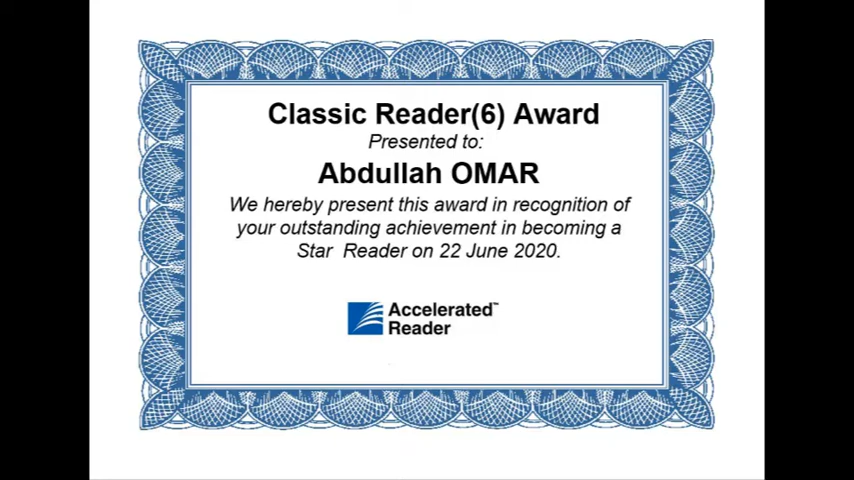 Classic Reader(6) Award
Presented to:
Abdullah OMAR
We hereby present this award in recognition of
your outstanding achievement in becoming a
Star Reader on 22 June 2020.
Accelerated™
Reader